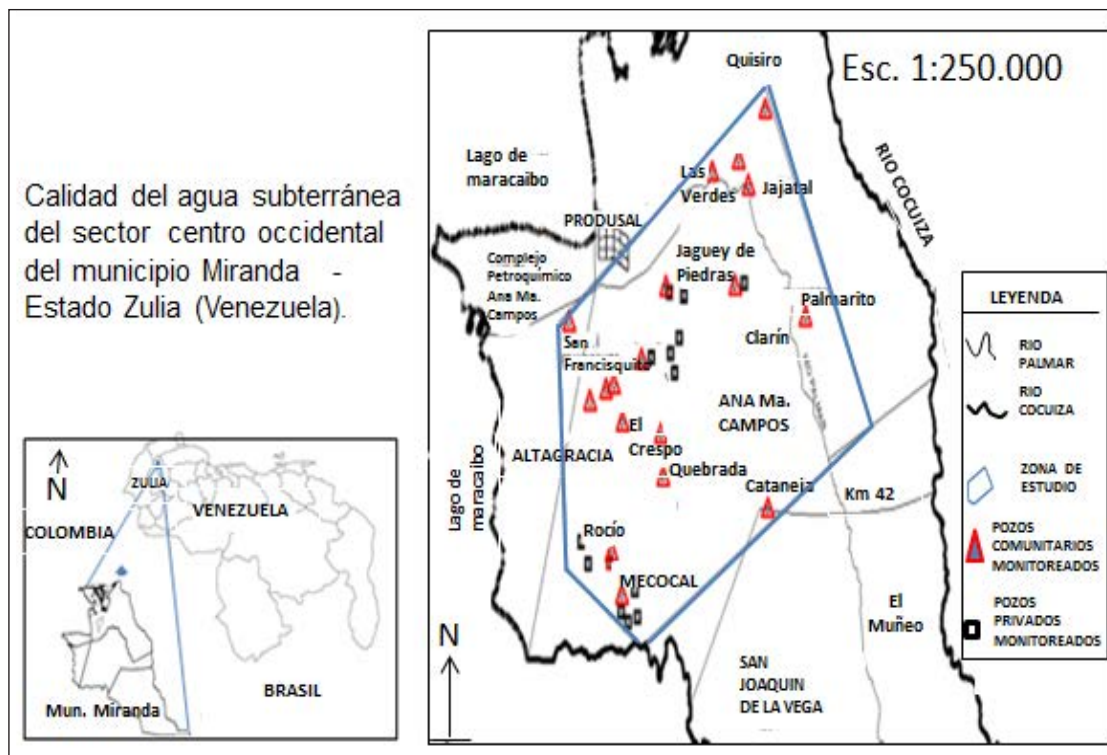 Calidad del agua subterránea
del sector centro occidental
del municipio Miranda -
Estado Zulia (Venezuela).
N
ZULIA
VENEZUELA
COLOMBIA
BRASIL
Mun. Miranda
Quisiro
Esc. 1:250.000
Lago de
maracaibo
Las
Verdes
Jajatal
RIO COCUIZA
PRODUSAL
Complejo
Petroquímico
Ana Ma.
Campos
Jaguey de
Piedras
Palmarito
Clarín
San
Francisquito
ANA Ma.
CAMPOS
El
Crespo
ALTAGRACIA
Quebrada
Cataneja
Km 42
Lago de
maracaibo
Rocío
MECOCAL
El
Muñeo
SAN
JOAQUIN
DE LA VEGA
N
LEYENDA
RIO
PALMAR
RIO
COCUIZA
ZONA DE
ESTUDIO
POZOS
COMUNITARIOS
MONITOREADOS
POZOS
PRIVADOS
MONITOREADOS